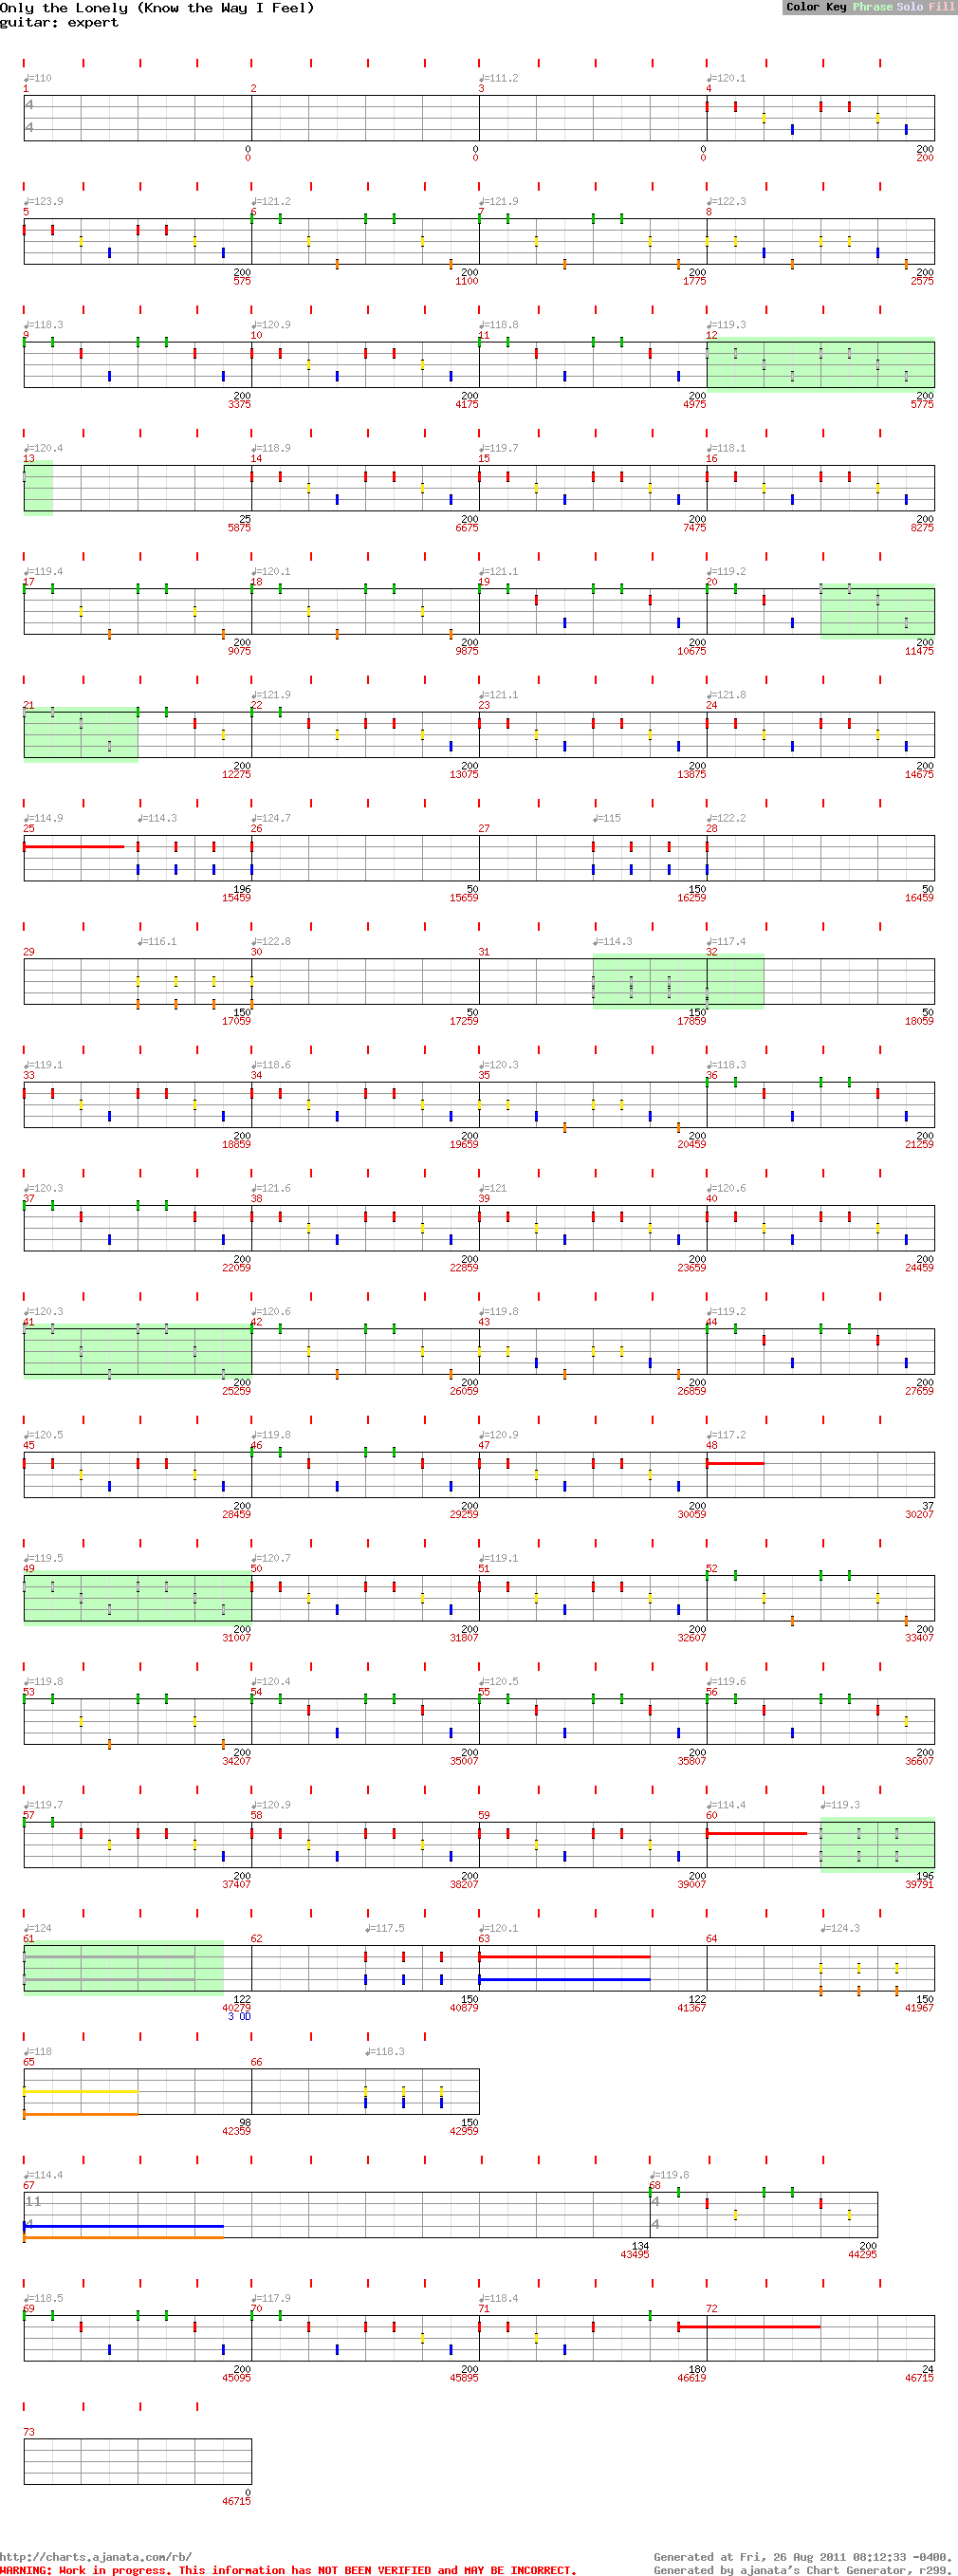 Only the Lonely (Know the Way I Feel)
guitar: expert
Color Key Phrase Solo Fill
♩=110 ♩=111.2 ♩=120.1
1 2 3 4
4
4
0 0 0 200
0 0 0 200
♩=123.9 ♩=121.2 ♩=121.9 ♩=122.3
5 6 7 8
200 200 200 200
575 1100 1775 2575
♩=118.3 ♩=120.9 ♩=118.8 ♩=119.3
9 10 11 12
200 200 200 200
3375 4175 4975 5775
♩=120.4 ♩=118.9 ♩=119.7 ♩=118.1
13 14 15 16
25 200 200 200
5875 6675 7475 8275
♩=119.4 ♩=120.1 ♩=121.1 ♩=119.2
17 18 19 20
200 200 200 200
9075 9875 10675 11475
♩=121.9 ♩=121.1 ♩=121.8
21 22 23 24
200 200 200 200
12275 13075 13875 14675
♩=114.9 ♩=114.3 ♩=124.7 ♩=115 ♩=122.2
25 26 27 28
196 50 150 50
15459 15659 16259 16459
♩=116.1 ♩=122.8 ♩=114.3 ♩=117.4
29 30 31 32
150 50 150 50
17059 17259 17859 18059
♩=119.1 ♩=118.6 ♩=120.3 ♩=118.3
33 34 35 36
200 200 200 200
18859 19659 20459 21259
♩=120.3 ♩=121.6 ♩=121 ♩=120.6
37 38 39 40
200 200 200 200
22059 22859 23659 24459
♩=120.3 ♩=120.6 ♩=119.8 ♩=119.2
41 42 43 44
200 200 200 200
25259 26059 26859 27659
♩=120.5 ♩=119.8 ♩=120.9 ♩=117.2
45 46 47 48
200 200 200 37
28459 29259 30059 30207
♩=119.5 ♩=120.7 ♩=119.1
49 50 51 52
200 200 200 200
31007 31807 32607 33407
♩=119.8 ♩=120.4 ♩=120.5 ♩=119.6
53 54 55 56
200 200 200 200
34207 35007 35807 36607
♩=119.7 ♩=120.9 ♩=114.4 ♩=119.3
57 58 59 60
200 200 200 196
37407 38207 39007 39791
♩=124 ♩=117.5 ♩=120.1 ♩=124.3
61 62 63 64
122 150 122 150
40279 40879 41367 41967
3 OD
♩=118 ♩=118.3
65 66
98 150
42359 42959
♩=114.4 ♩=119.8
67 68
11 4
4 4
134 200
43495 44295
♩=118.5 ♩=117.9 ♩=118.4
69 70 71 72
200 200 180 24
45095 45895 46619 46715
73
0
46715
http://charts.ajanata.com/rb/
WARNING: Work in progress. This information has NOT BEEN VERIFIED and MAY BE INCORRECT.
Generated at Fri, 26 Aug 2011 08:12:33 -0400.
Generated by ajanata's Chart Generator, r299.